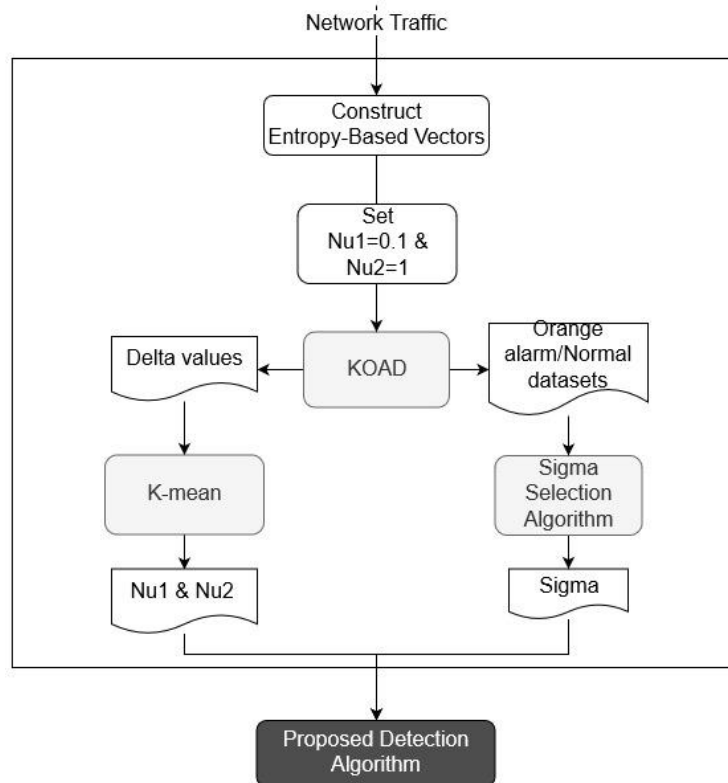 Network Traffic
Construct
Entropy-Based Vectors
Set
Nu1=0.1 &
Nu2=1
Delta values
KOAD
Orange
alarm/Normal
datasets
K-mean
Sigma
Selection
Algorithm
Nu1 & Nu2
Sigma
Proposed Detection
Algorithm